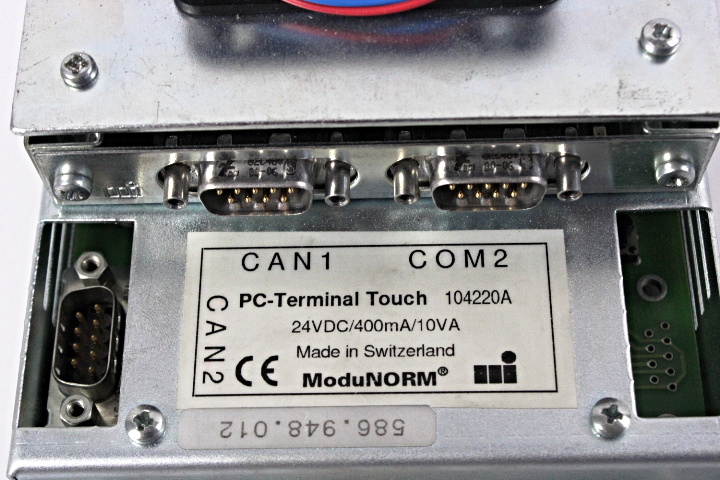 CAN1 COM2
CAN2
PC-Terminal Touch 104220A
24VDC/400mA/10VA
Made in Switzerland
CE ModuNORM®
586.948.012